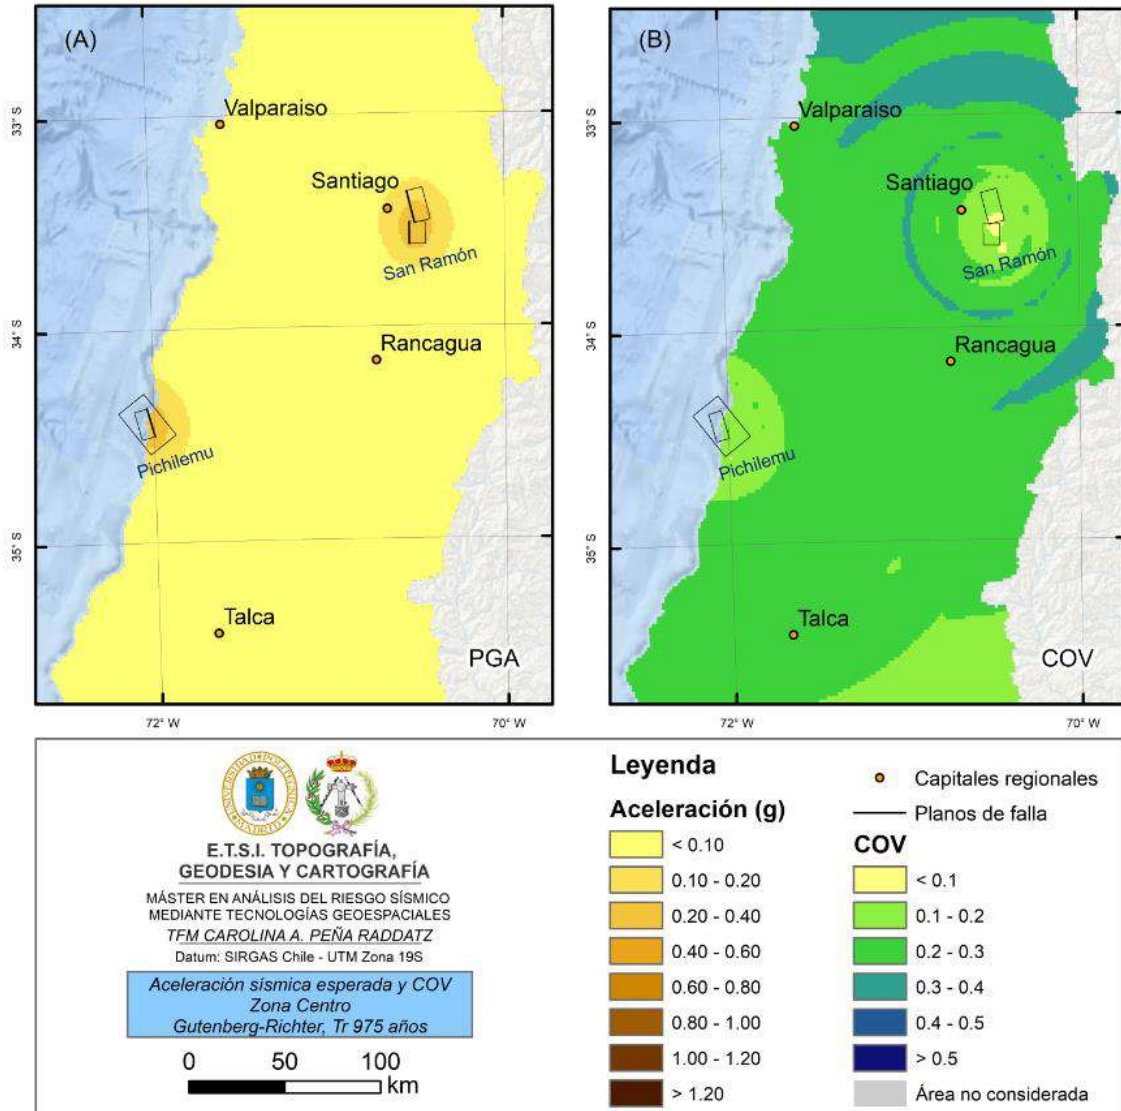 (A)
Valparaiso
Santiago
San Ramón
Rancagua
Pichilemu
Talca
PGA
33° S
34° S
35° S
72° W
70° W
(B)
Valparaiso
Santiago
San Ramón
Rancagua
Pichilemu
Talca
COV
33° S
34° S
35° S
72° W
70° W
UNIVERSIDAD POLITÉCNICA
MADRID
E.T.S.I. TOPOGRAFÍA,
GEODESIA Y CARTOGRAFÍA
MÁSTER EN ANÁLISIS DEL RIESGO SÍSMICO
MEDIANTE TECNOLOGÍAS GEOESPACIALES
TFM CAROLINA A. PEÑA RADDATZ
Datum: SIRGAS Chile - UTM Zona 19S
Aceleración sísmica esperada y COV
Zona Centro
Gutenberg-Richter, Tr 975 años
0 50 100
km
Leyenda
Aceleración (g)
< 0.10
0.10 - 0.20
0.20 - 0.40
0.40 - 0.60
0.60 - 0.80
0.80 - 1.00
1.00 - 1.20
> 1.20
Capitales regionales
Planos de falla
COV
< 0.1
0.1 - 0.2
0.2 - 0.3
0.3 - 0.4
0.4 - 0.5
> 0.5
Área no considerada